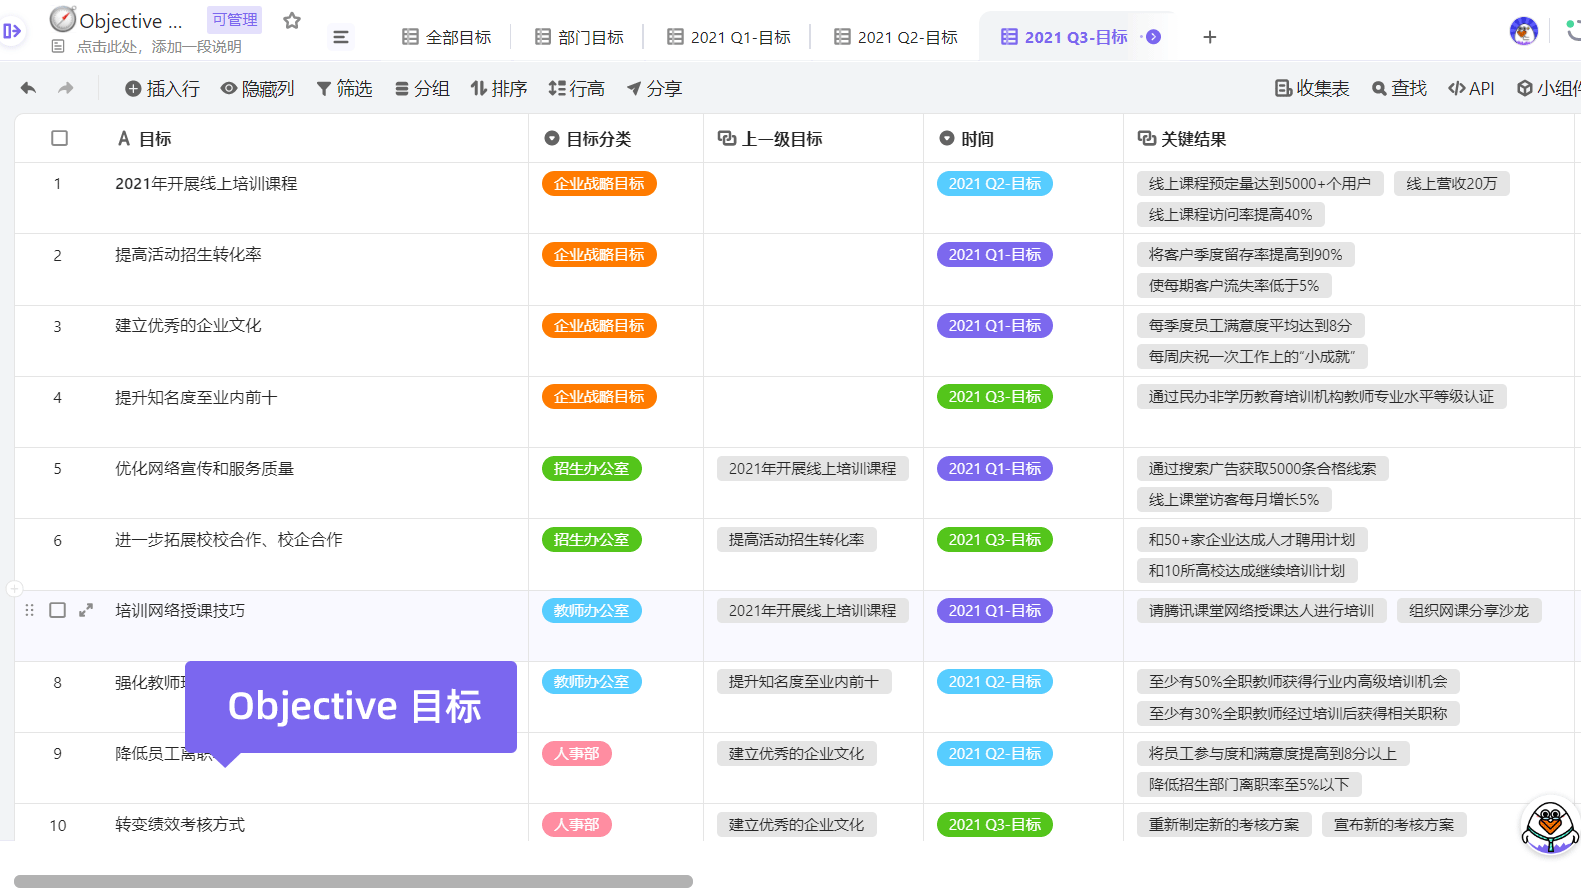 Objective ... 可管理
点击此处，添加一段说明
全部目标 部门目标 2021 Q1-目标 2021 Q2-目标 2021 Q3-目标
插入行 隐藏列 筛选 分组 排序 行高 分享 收集表 查找 API 小组件
目标 目标分类 上一级目标 时间 关键结果
1 2021年开展线上培训课程 企业战略目标 2021 Q2-目标 线上课程预定量达到5000+个用户 线上营收20万
线上课程访问率提高40%
2 提高活动招生转化率 企业战略目标 2021 Q1-目标 将客户季度留存率提高到90%
使每期客户流失率低于5%
3 建立优秀的企业文化 企业战略目标 2021 Q1-目标 每季度员工满意度平均达到8分
每周庆祝一次工作上的“小成就”
4 提升知名度至业内前十 企业战略目标 2021 Q3-目标 通过民办非学历教育培训机构教师专业水平等级认证
5 优化网络宣传和服务质量 招生办公室 2021年开展线上培训课程 2021 Q1-目标 通过搜索广告获取5000条合格线索
线上课堂访客每月增长5%
6 进一步拓展校校合作、校企合作 招生办公室 提高活动招生转化率 2021 Q3-目标 和50+家企业达成人才聘用计划
和10所高校达成继续培训计划
培训网络授课技巧 教师办公室 2021年开展线上培训课程 2021 Q1-目标 请腾讯课堂网络授课达人进行培训 组织网课分享沙龙
8 强化教师 教师办公室 提升知名度至业内前十 2021 Q2-目标 至少有50%全职教师获得行业内高级培训机会
Objective 目标
至少有30%全职教师经过培训后获得相关职称
9 降低员工离职 人事部 建立优秀的企业文化 2021 Q2-目标 将员工参与度和满意度提高到8分以上
降低招生部门离职率至5%以下
10 转变绩效考核方式 人事部 建立优秀的企业文化 2021 Q3-目标 重新制定新的考核方案 宣布新的考核方案